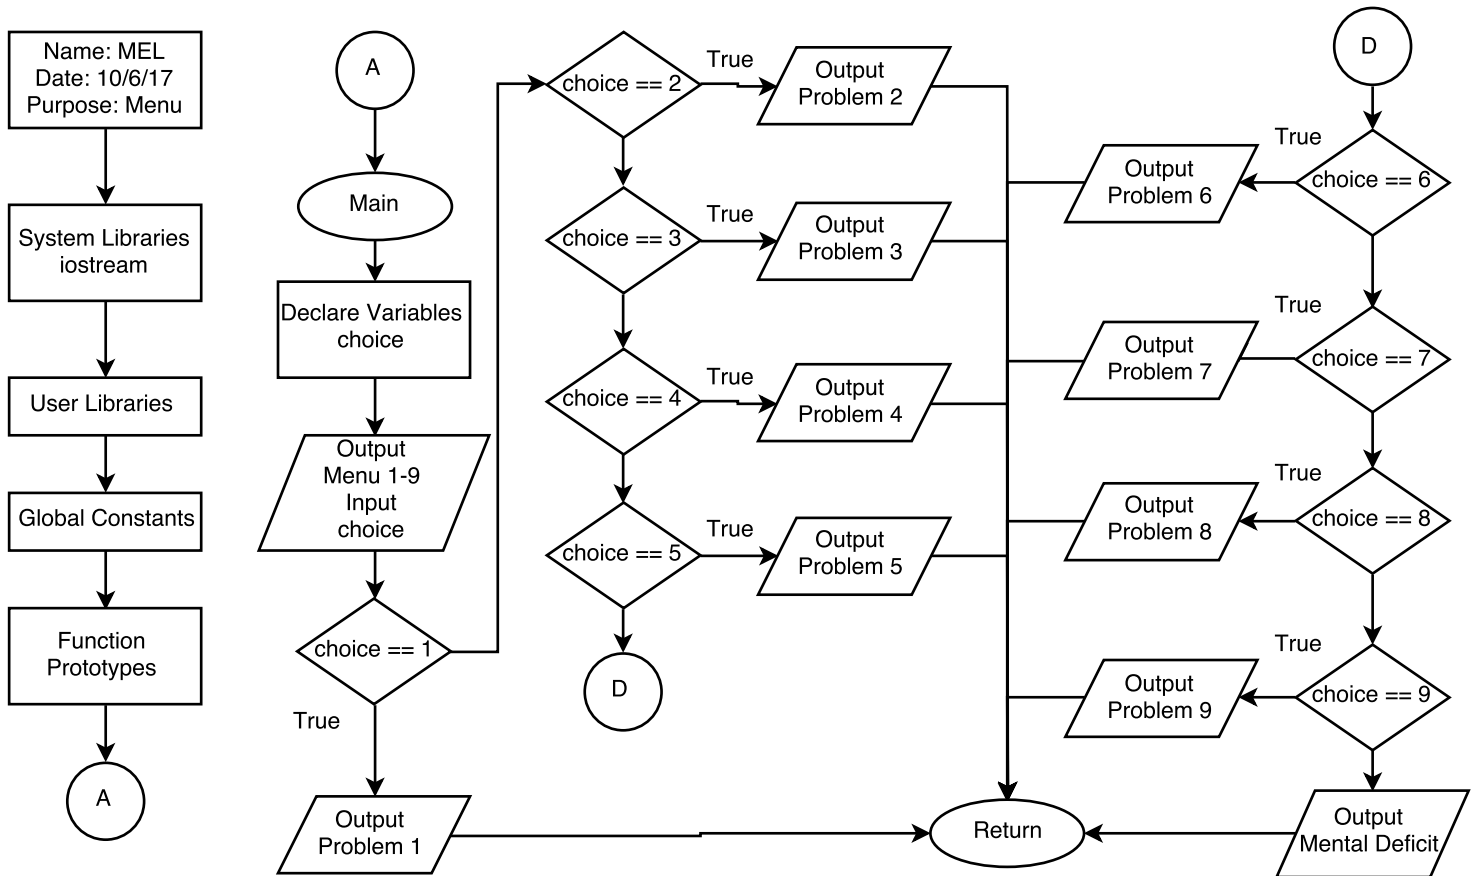 Name: MEL
Date: 10/6/17
Purpose: Menu
System Libraries
iostream
User Libraries
Global Constants
Function
Prototypes
A
A
Main
Declare Variables
choice
Output
Menu 1-9
Input
choice
choice == 1
True
Output
Problem 1
choice == 2
True
Output
Problem 2
choice == 3
True
Output
Problem 3
choice == 4
True
Output
Problem 4
choice == 5
True
Output
Problem 5
D
D
True
choice == 6
Output
Problem 6
True
choice == 7
Output
Problem 7
True
choice == 8
Output
Problem 8
True
choice == 9
Output
Problem 9
Output
Mental Deficit
Return